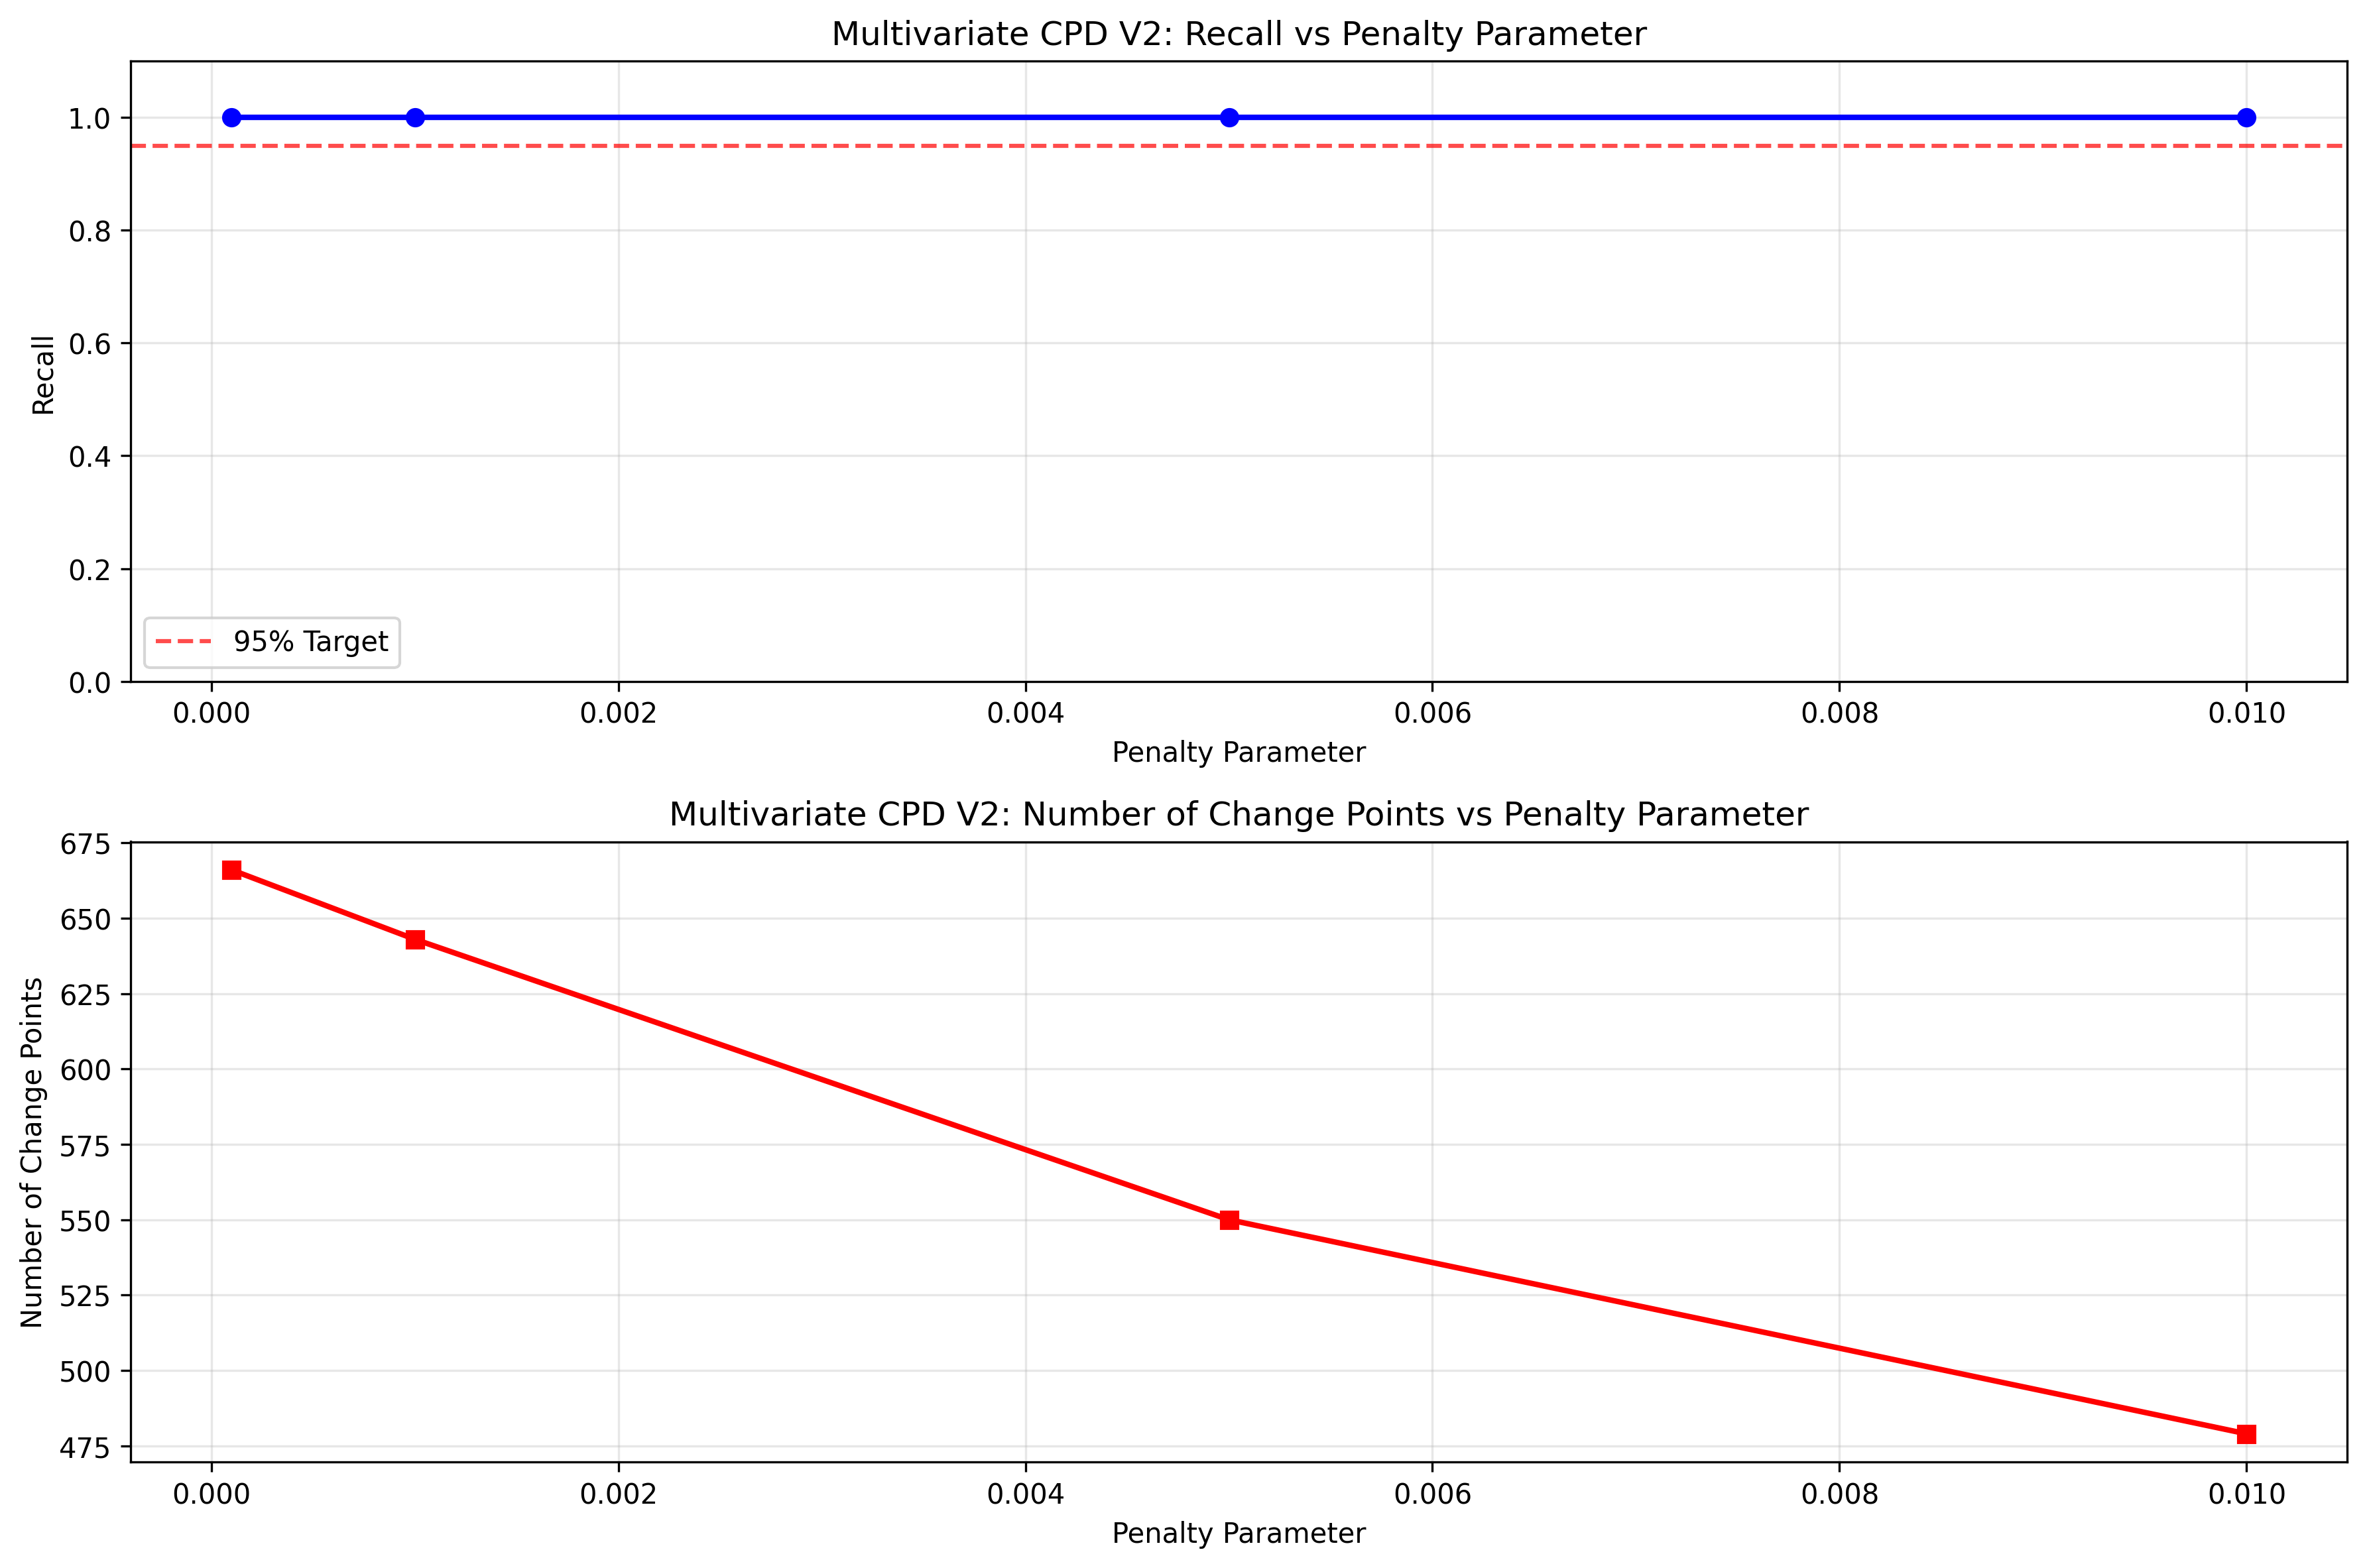 Multivariate CPD V2: Recall vs Penalty Parameter
1.0
0.8
0.6
0.4
0.2
0.0
Recall
95% Target
0.000 0.002 0.004 0.006 0.008 0.010
Penalty Parameter
Multivariate CPD V2: Number of Change Points vs Penalty Parameter
675
650
625
600
575
550
525
500
475
Number of Change Points
0.000 0.002 0.004 0.006 0.008 0.010
Penalty Parameter